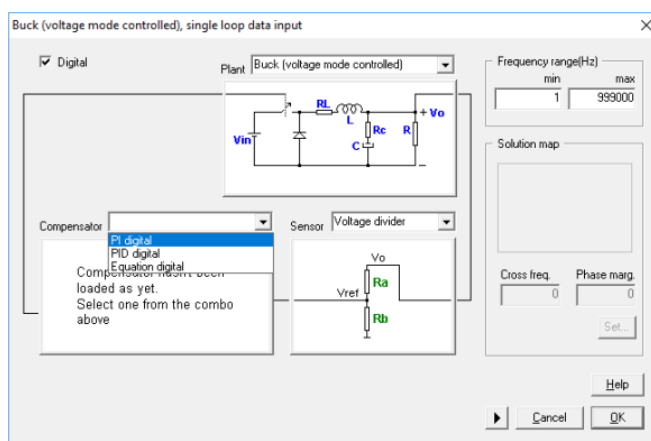 Buck (voltage mode controlled), single loop data input
Digital
Plant Buck (voltage mode controlled)
RL
L
+ Vo
Vin
Rc
R
C
Frequency range(Hz)
min max
1 999000
Solution map
Compensator
PI digital
PID digital
Equation digital
Compensator hasn't been
loaded as yet.
Select one from the combo
above
Sensor Voltage divider
Vo
Ra
Vref
Rb
Cross freq. Phase marg.
0 0
Set...
Help
Cancel OK